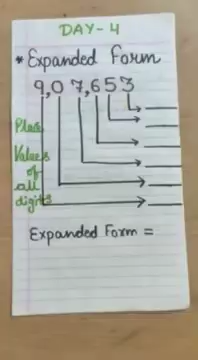 DAY-4
* Expanded Form
9,07,653
Place
Values
of
all
digits
Expanded Form =